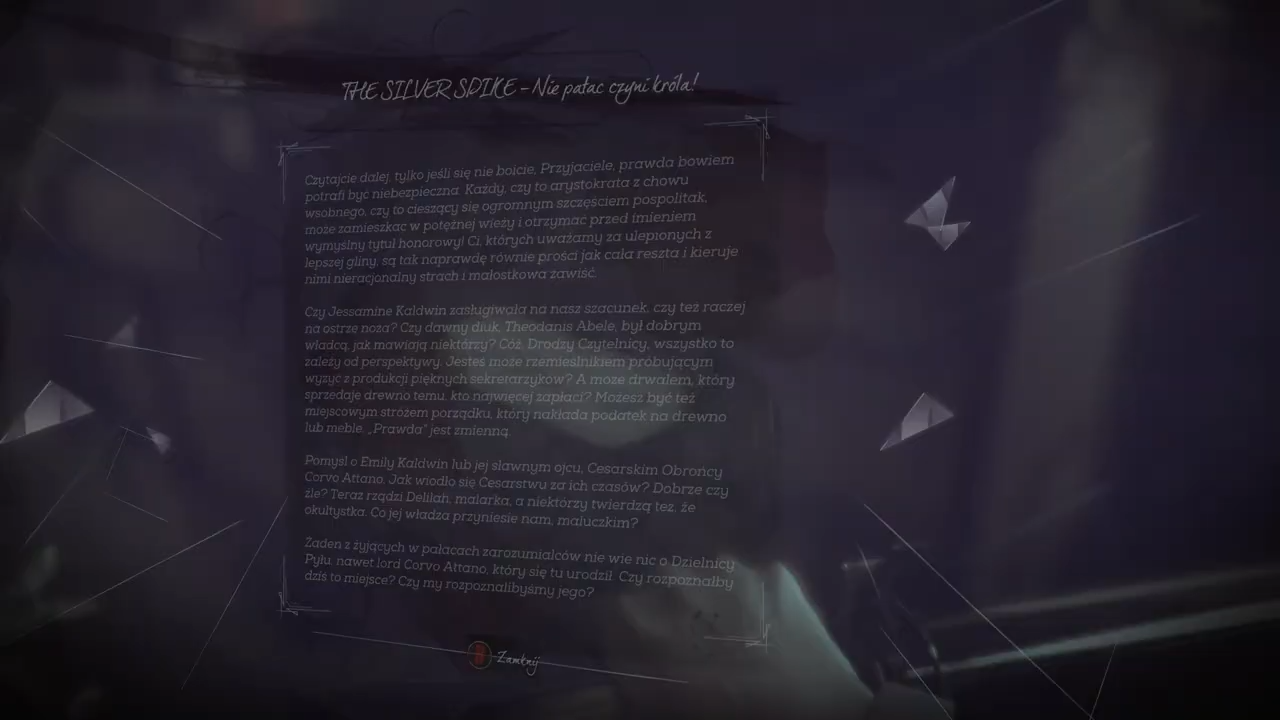 THE SILVER SPIKE – Nie pałac czyni króla!
Czytajcie dalej, tylko jeśli się nie boicie, Przyjaciele, prawda bowiem
potrafi być niebezpieczna. Każdy, czy to arystokrata z chowu
wsobnego, czy to cieszący się ogromnym szczęściem pospolitak,
może zamieszkać w potężnej wieży i otrzymać przed imieniem
wymyślny tytuł honorowy! Ci, których uważamy za ulepionych z
lepszej gliny, są tak naprawdę równie prości jak cała reszta i kieruje
nimi nieracjonalny strach i małostkowa zawiść.
Czy Jessamine Kaldwin zasługiwała na nasz szacunek, czy też raczej
na ostrze noża? Czy dawny diuk, Theodanis Abele, był dobrym
władcą, jak mawiają niektórzy? Cóż. Drodzy Czytelnicy, wszystko to
zależy od perspektywy. Jesteś może rzemieślnikiem próbującym
wyżyć z produkcji pięknych sekretarzyków? A może drwalem, który
sprzedaje drewno temu, kto najwięcej zapłaci? Możesz być też
miejscowym stróżem porządku, który nakłada podatek na drewno
lub meble. „Prawda” jest zmienną.
Pomyśl o Emily Kaldwin lub jej sławnym ojcu, Cesarskim Obrońcy
Corvo Attano. Jak wiodło się Cesarstwu za ich czasów? Dobrze czy
źle? Teraz rządzi Delilah, malarka, a niektórzy twierdzą też, że
okultystka. Co jej władza przyniesie nam, maluczkim?
Żaden z żyjących w pałacach zarozumialców nie wie nic o Dzielnicy
Pyłu, nawet lord Corvo Attano, który się tu urodził. Czy rozpoznałby
dziś to miejsce? Czy my rozpoznalibyśmy jego?
Zamknij